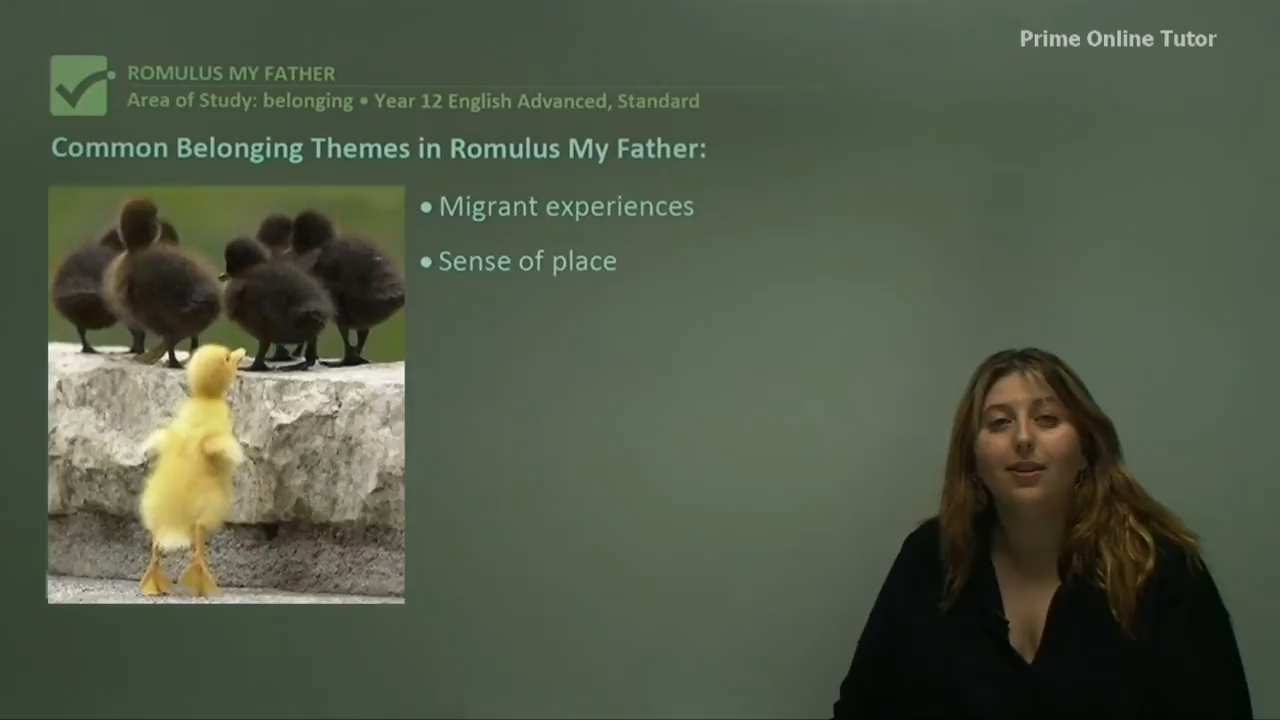 Prime Online Tutor
ROMULUS MY FATHER
Area of Study: belonging • Year 12 English Advanced, Standard
Common Belonging Themes in Romulus My Father:
• Migrant experiences
• Sense of place